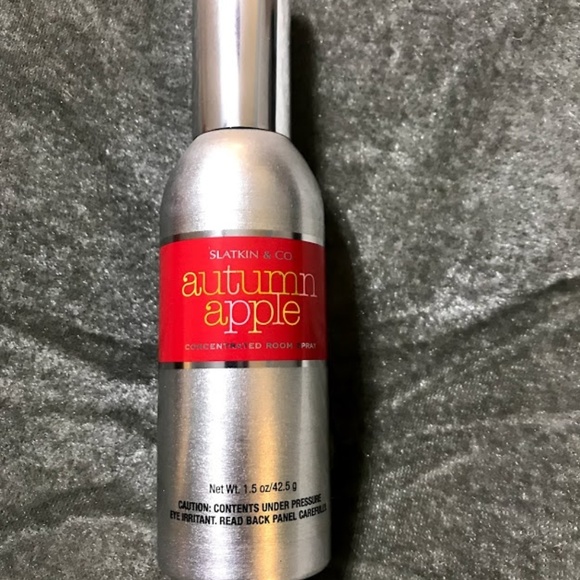 SLATKIN & CO
autumn
apple
CONCENTRATED ROOM SPRAY
Net Wt. 1.5 oz/42.5 g
CAUTION: CONTENTS UNDER PRESSURE
EYE IRRITANT. READ BACK PANEL CAREFULLY